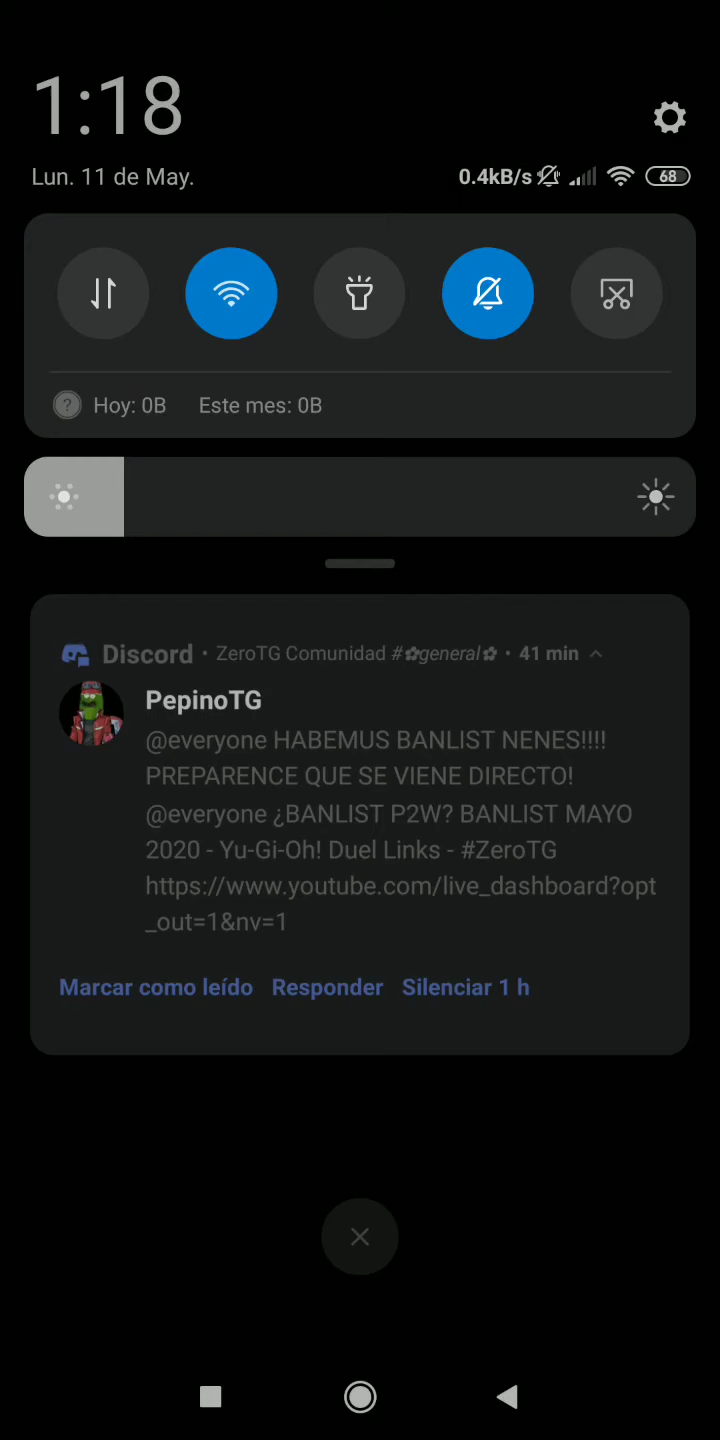 1:18
Lun. 11 de May.
0.4kB/s 68
Hoy: 0B Este mes: 0B
Discord · ZeroTG Comunidad #✿general✿ · 41 min
PepinoTG
@everyone HABEMUS BANLIST NENES!!!!
PREPARENCE QUE SE VIENE DIRECTO!
@everyone ¿BANLIST P2W? BANLIST MAYO
2020 - Yu-Gi-Oh! Duel Links - #ZeroTG
https://www.youtube.com/live_dashboard?opt
_out=1&nv=1
Marcar como leído Responder Silenciar 1 h